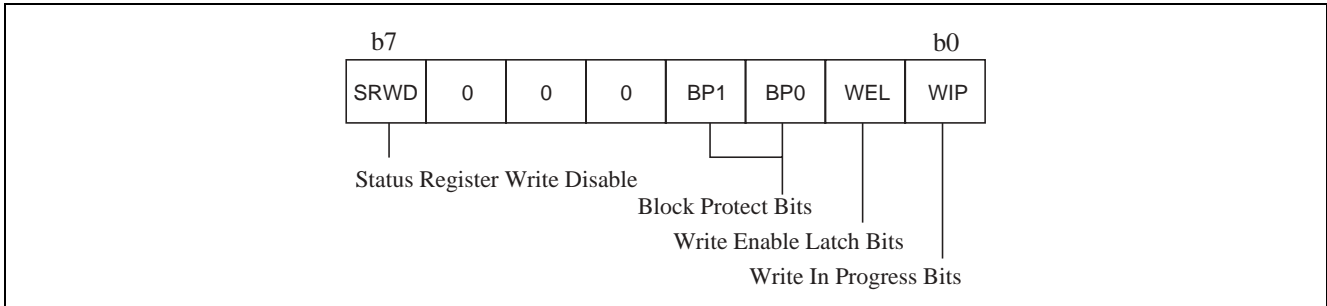 b7 b0
SRWD 0 0 0 BP1 BP0 WEL WIP
Status Register Write Disable
Block Protect Bits
Write Enable Latch Bits
Write In Progress Bits